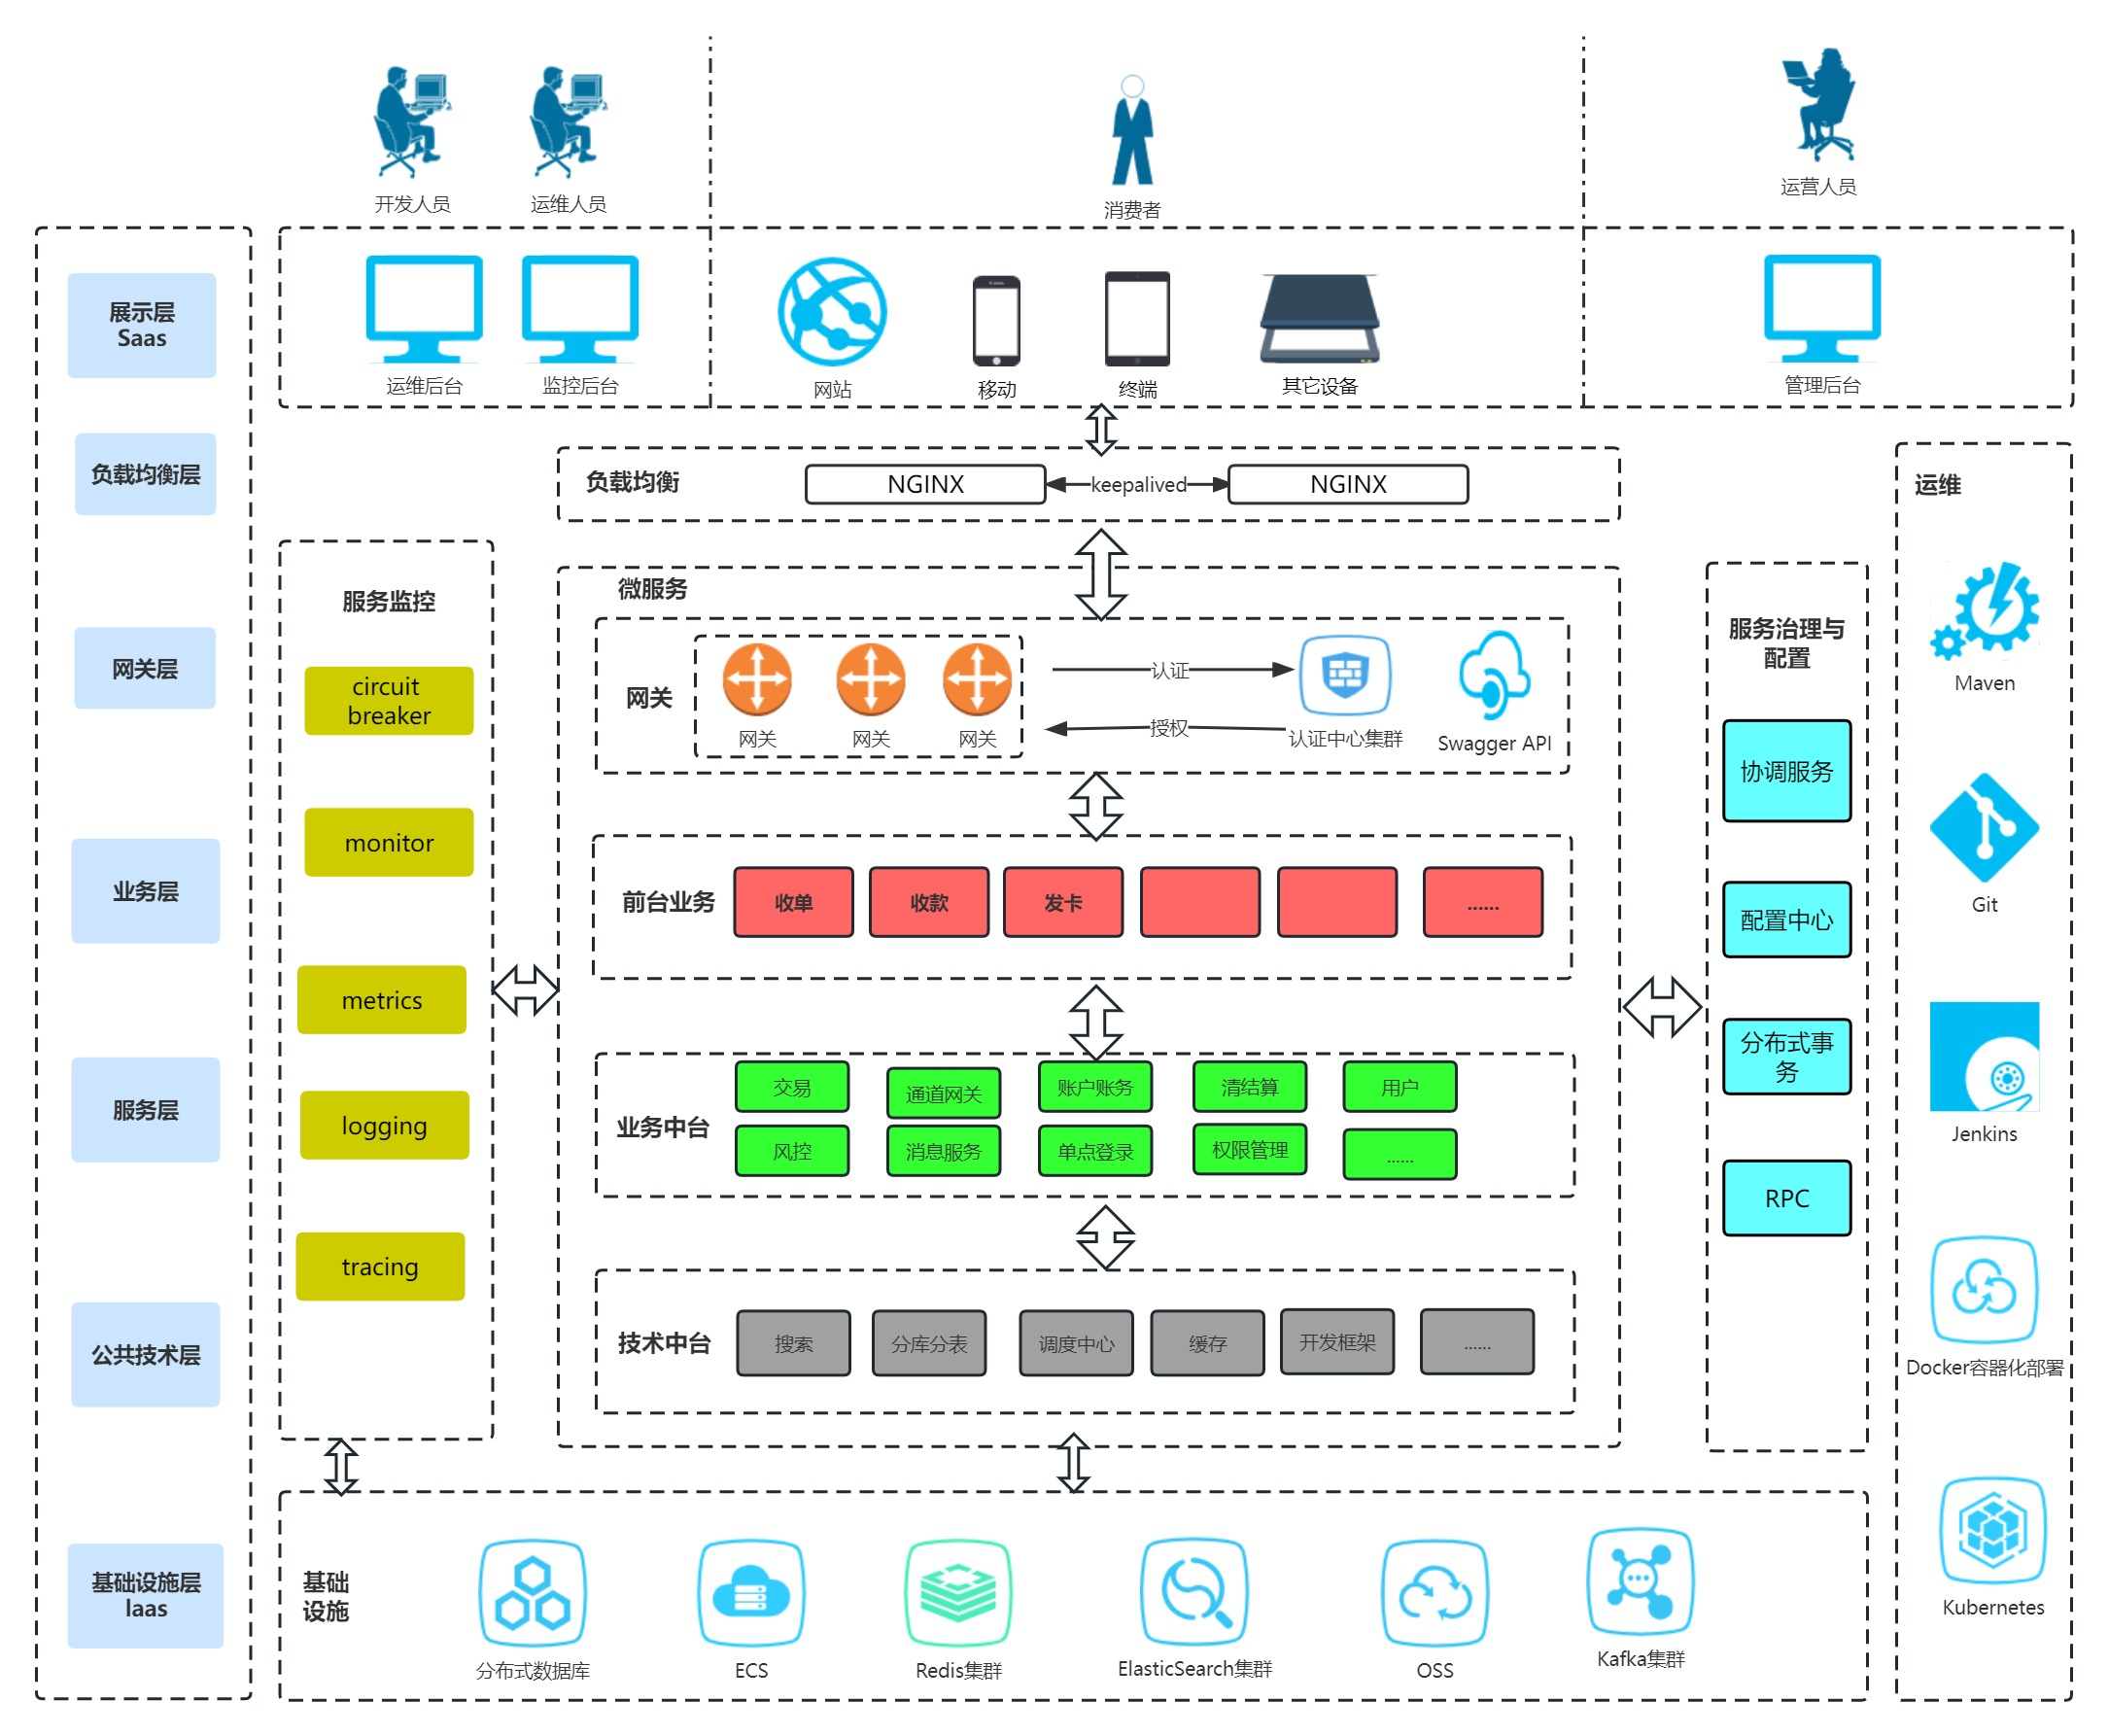 开发人员
运维人员
消费者
运营人员
展示层
Saas
运维后台
监控后台
网站
移动
终端
其它设备
管理后台
负载均衡层
负载均衡
NGINX
keepalived
NGINX
运维
服务监控
circuit
breaker
monitor
metrics
logging
tracing
网关层
微服务
网关
网关
网关
网关
认证
授权
认证中心集群
Swagger API
服务治理与
配置
协调服务
配置中心
分布式事
务
RPC
Maven
Git
Jenkins
Docker容器化部署
Kubernetes
业务层
前台业务
收单
收款
发卡
......
服务层
业务中台
交易
通道网关
账户账务
清结算
用户
风控
消息服务
单点登录
权限管理
......
公共技术层
技术中台
搜索
分库分表
调度中心
缓存
开发框架
......
基础设施层
Iaas
基础
设施
分布式数据库
ECS
Redis集群
ElasticSearch集群
OSS
Kafka集群